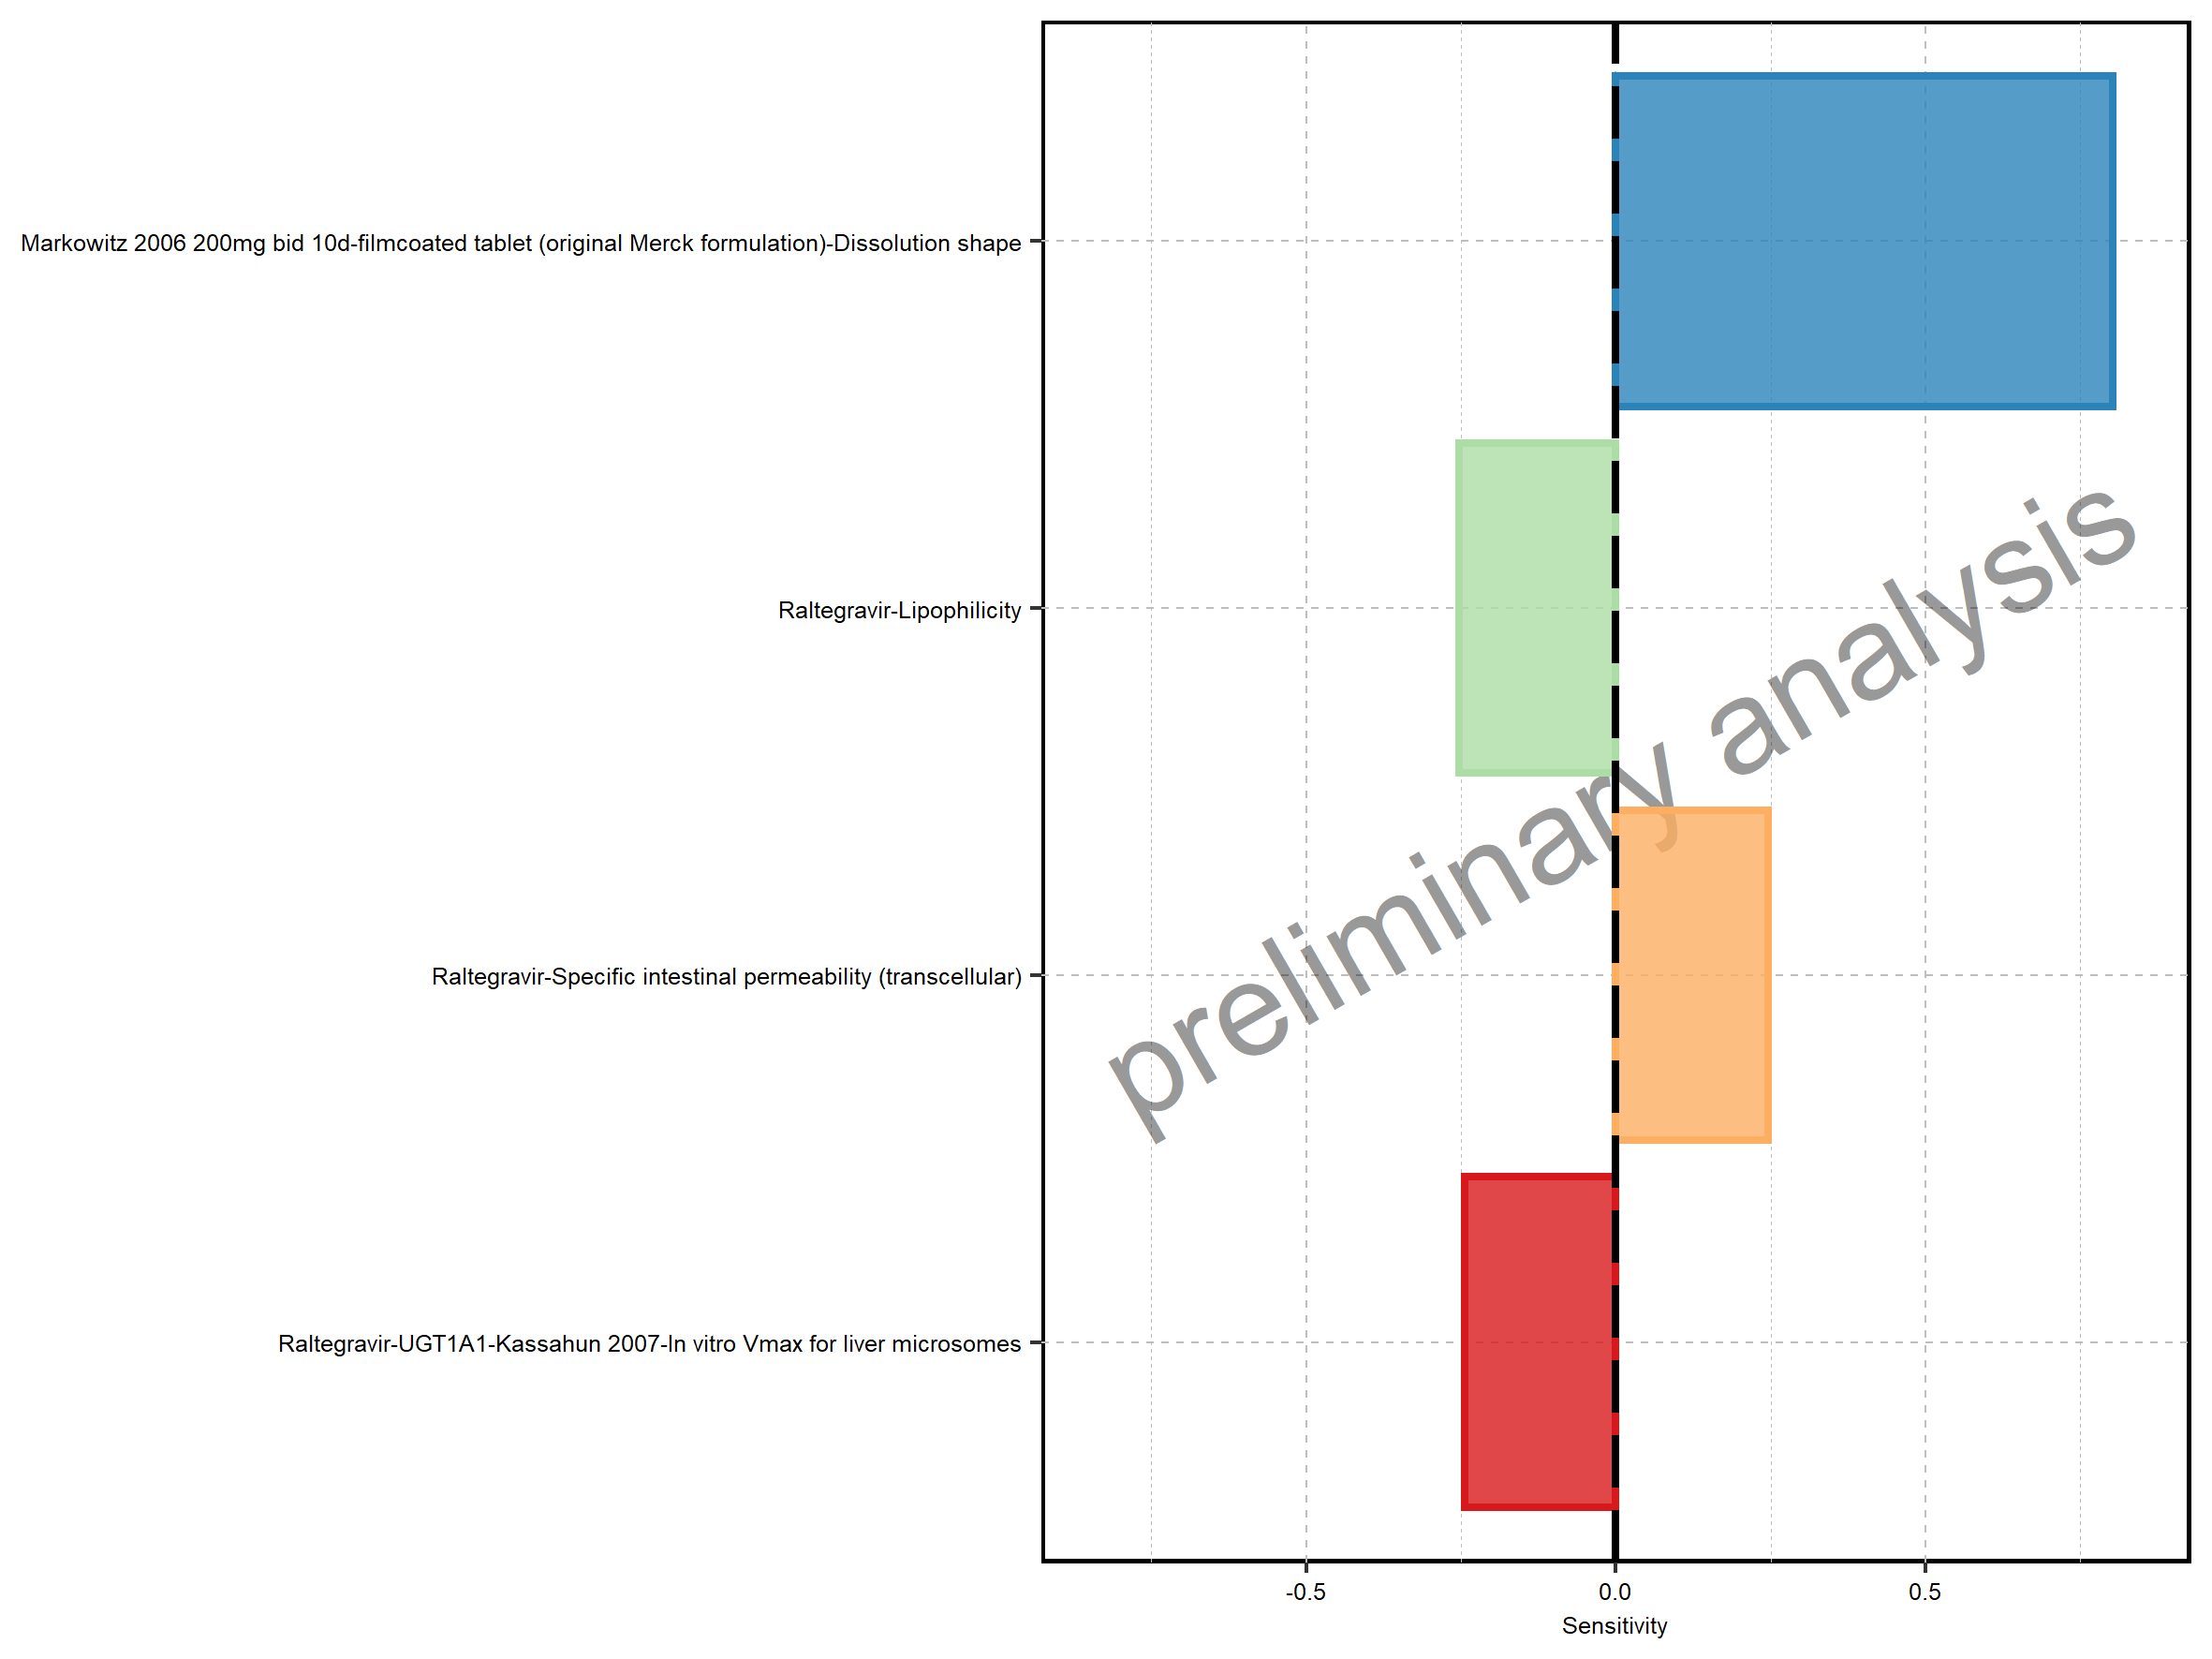 Markowitz 2006 200mg bid 10d-filmcoated tablet (original Merck formulation)-Dissolution shape
Raltegravir-Lipophilicity
Raltegravir-Specific intestinal permeability (transcellular)
Raltegravir-UGT1A1-Kassahun 2007-In vitro Vmax for liver microsomes
preliminary analysis
-0.5
0.0
0.5
Sensitivity